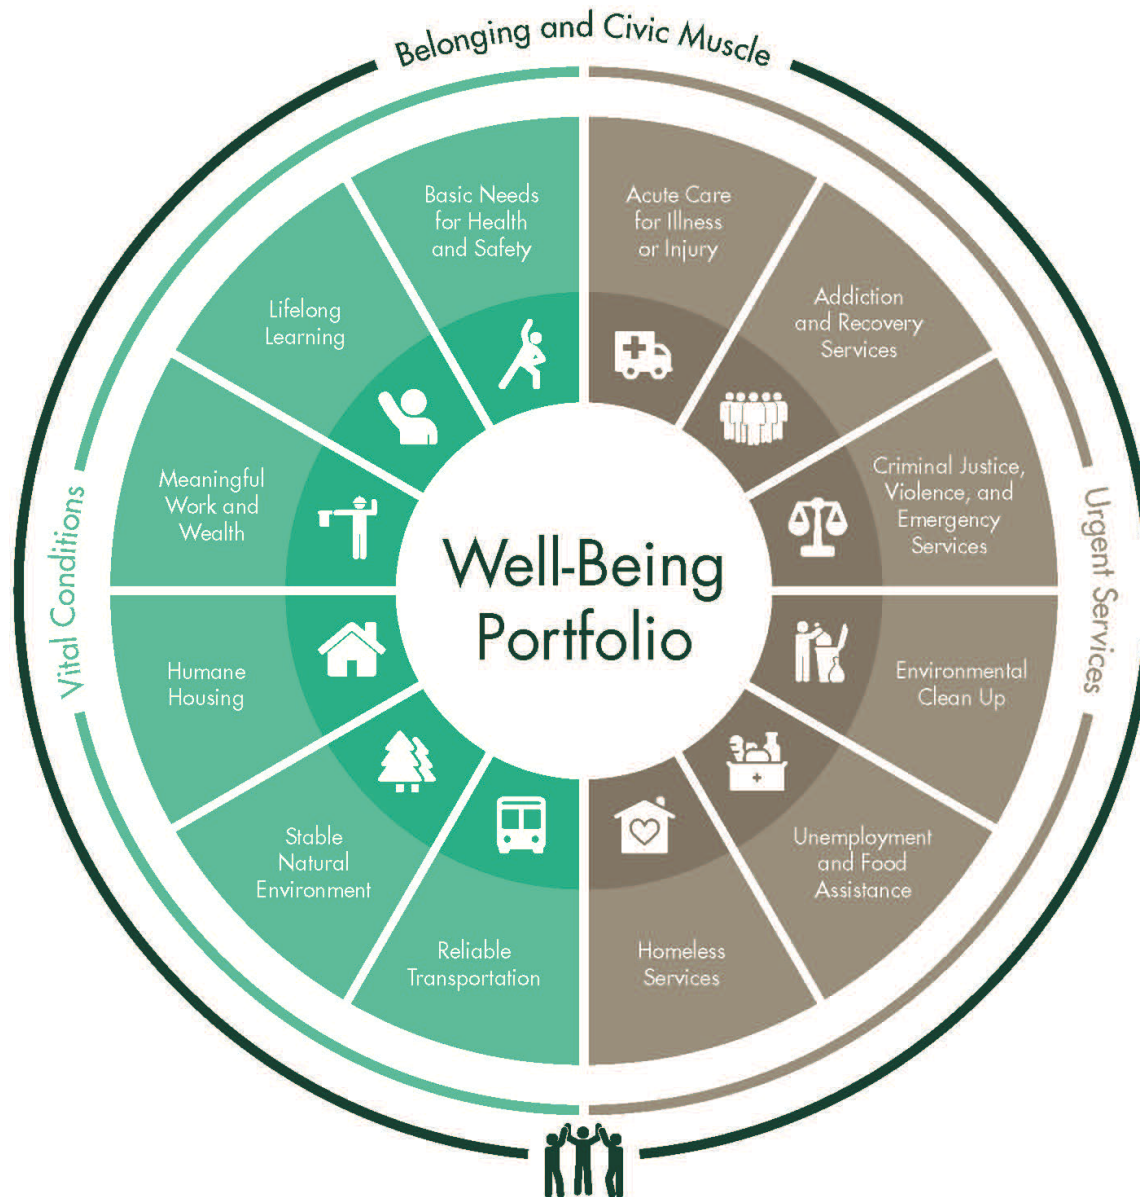 Belonging and Civic Muscle
Basic Needs
for Health
and Safety
Acute Care
for Illness
or Injury
Lifelong
Learning
Addiction
and Recovery
Services
Meaningful
Work and
Wealth
Criminal Justice,
Violence, and
Emergency
Services
Vital Conditions
Well-Being
Portfolio
Urgent Services
Humane
Housing
Environmental
Clean Up
Stable
Natural
Environment
Unemployment
and Food
Assistance
Reliable
Transportation
Homeless
Services